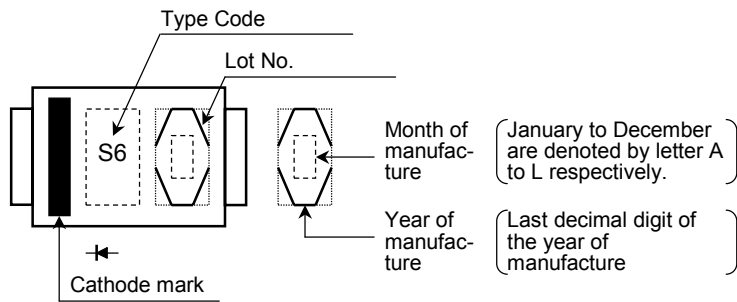 Type Code
Lot No.
S6
Month of
manufac-
ture
January to December
are denoted by letter A
to L respectively.
Year of
manufac-
ture
Last decimal digit of
the year of
manufacture
Cathode mark